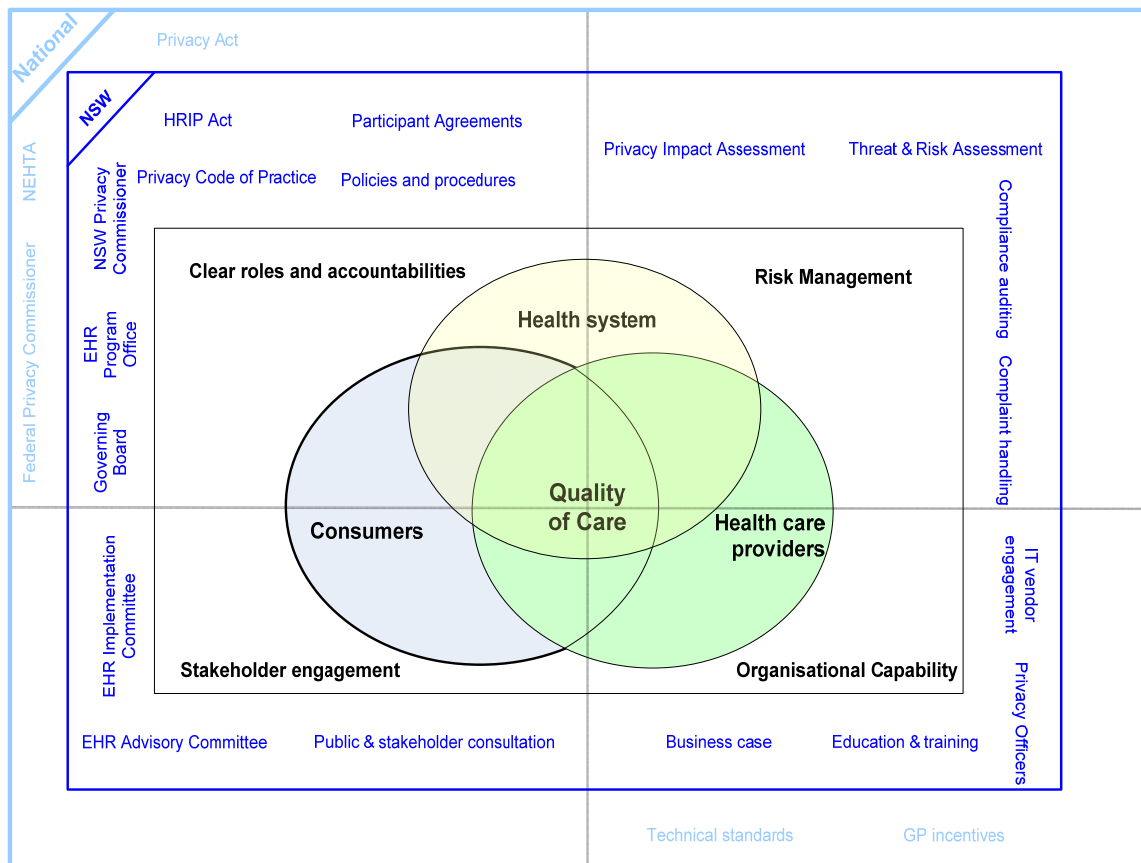 National
Privacy Act
NSW
HRIP Act
Participant Agreements
Privacy Impact Assessment
Threat & Risk Assessment
Privacy Code of Practice
Policies and procedures
NEHTA
Federal Privacy Commissioner
NSW Privacy
Commissioner
EHR
Program
Office
Governing
Board
EHR Implementation
Committee
Clear roles and accountabilities
Risk Management
Health system
Quality
of Care
Consumers
Health care
providers
Stakeholder engagement
Organisational Capability
Compliance auditing
Complaint handling
IT vendor
engagement
Privacy Officers
EHR Advisory Committee
Public & stakeholder consultation
Business case
Education & training
Technical standards
GP incentives